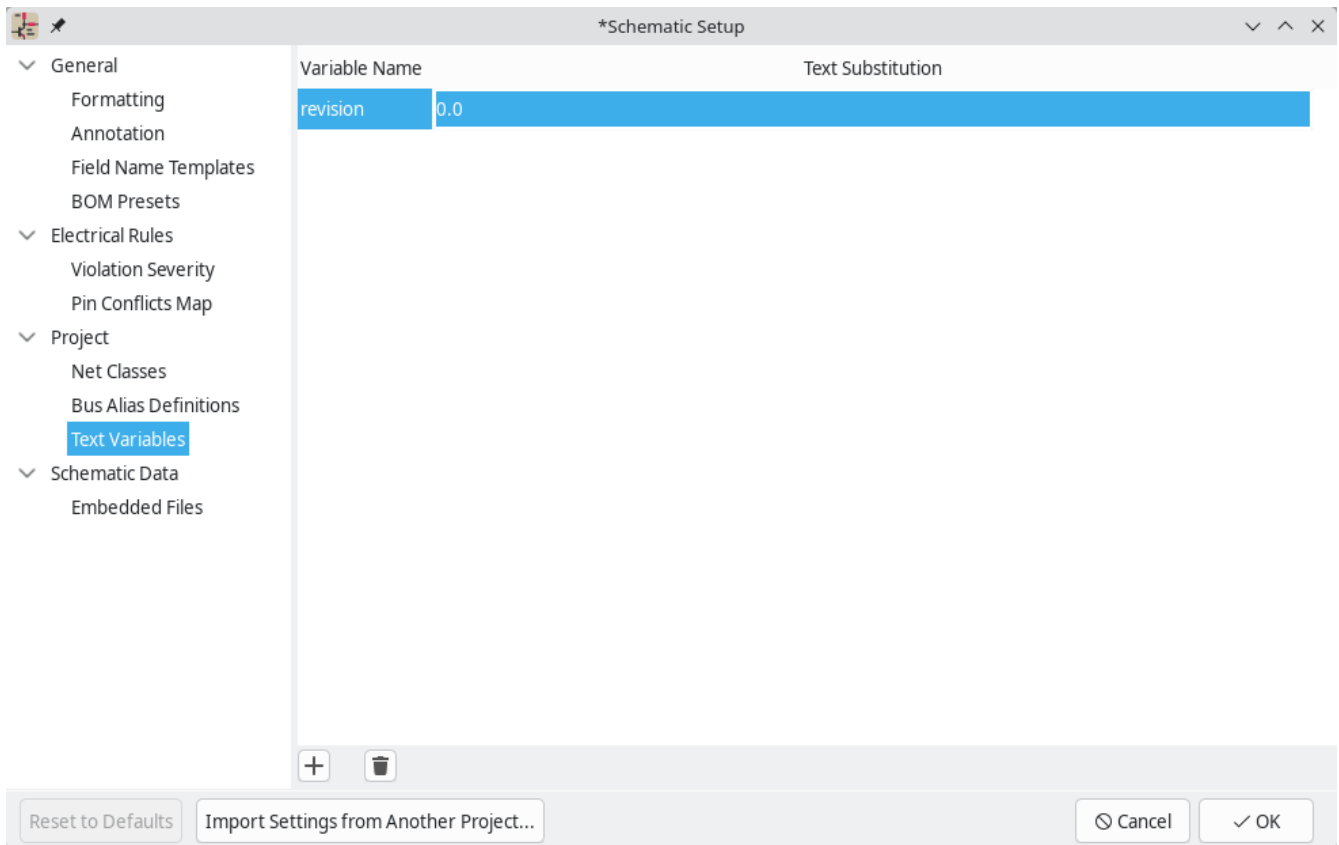 *Schematic Setup
General
Formatting
Annotation
Field Name Templates
BOM Presets
Electrical Rules
Violation Severity
Pin Conflicts Map
Project
Net Classes
Bus Alias Definitions
Text Variables
Schematic Data
Embedded Files
Variable Name Text Substitution
revision 0.0
Reset to Defaults Import Settings from Another Project... Cancel OK